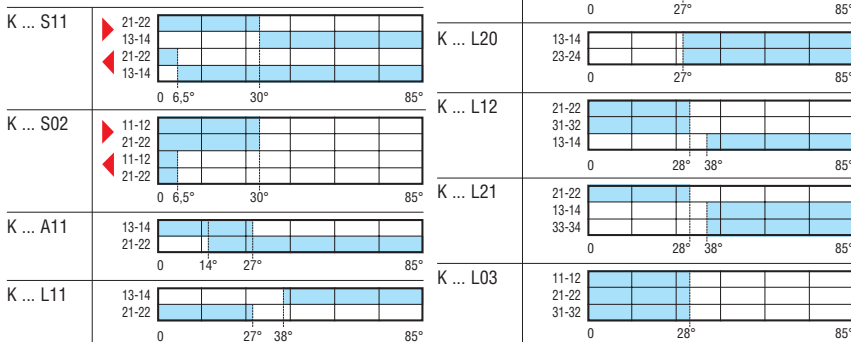 K ... S11
21-22
13-14
21-22
13-14
0 6,5° 30° 85°
K ... S02
11-12
21-22
11-12
21-22
0 6,5° 30° 85°
K ... A11
13-14
21-22
0 14° 27° 85°
K ... L11
13-14
21-22
0 27° 38° 85°
0 27° 85°
K ... L20
13-14
23-24
0 27° 85°
K ... L12
21-22
31-32
13-14
0 28° 38° 85°
K ... L21
21-22
13-14
33-34
0 28° 38° 85°
K ... L03
11-12
21-22
31-32
0 28° 85°